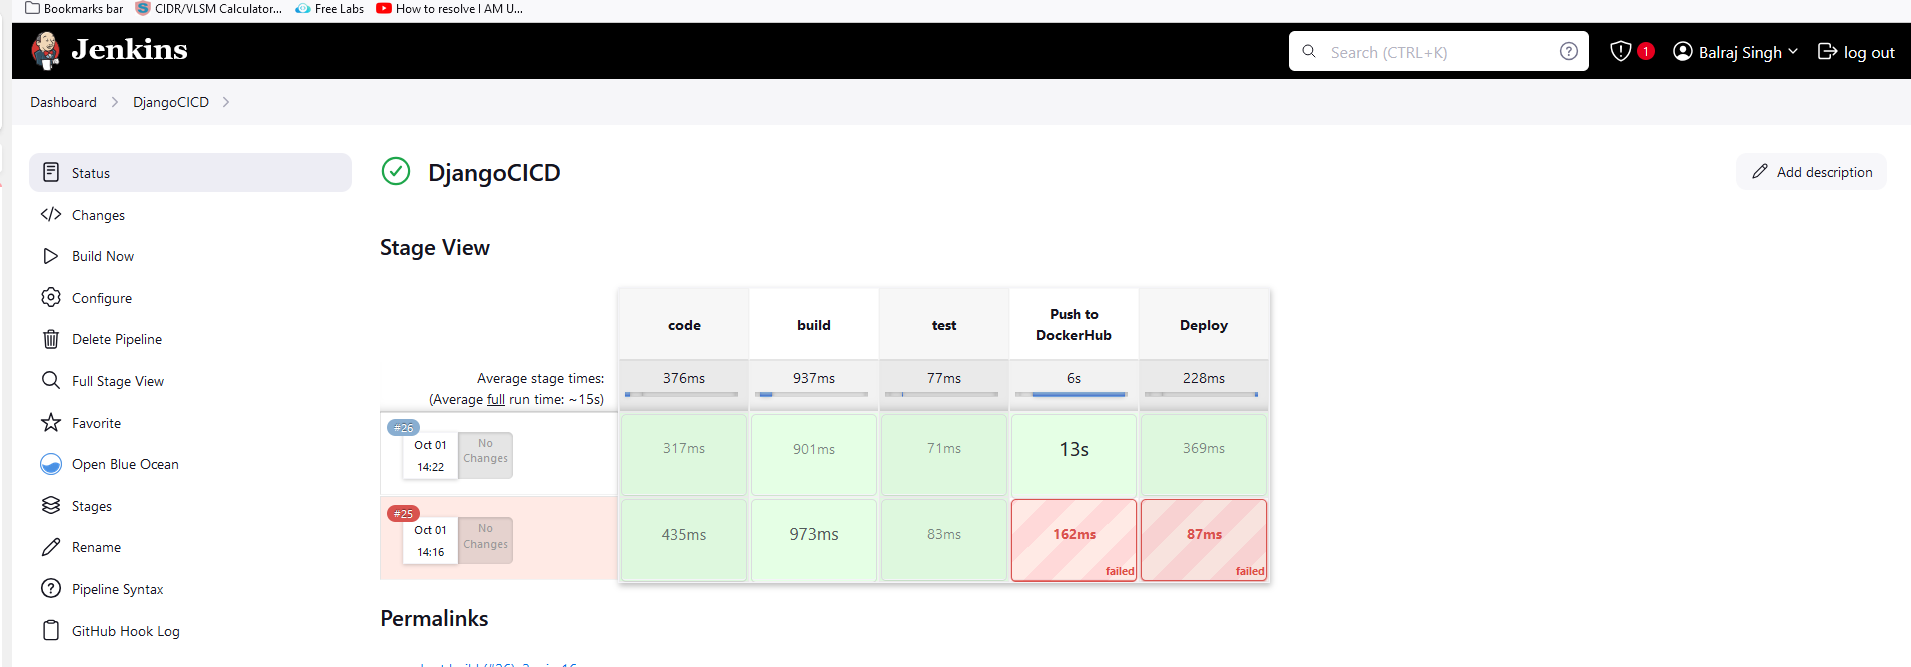 Bookmarks bar
CIDR/VLSM Calculator...
Free Labs
How to resolve I AM U...
Jenkins
Search (CTRL+K)
1
Balraj Singh
log out
Dashboard
DjangoCICD
Status
Changes
Build Now
Configure
Delete Pipeline
Full Stage View
Favorite
Open Blue Ocean
Stages
Rename
Pipeline Syntax
GitHub Hook Log
DjangoCICD
Add description
Stage View
code
build
test
Push to
DockerHub
Deploy
Average stage times:
(Average full run time: ~15s)
376ms
937ms
77ms
6s
228ms
#26
Oct 01
14:22
No
Changes
317ms
901ms
71ms
13s
369ms
#25
Oct 01
14:16
No
Changes
435ms
973ms
83ms
162ms
failed
87ms
failed
Permalinks